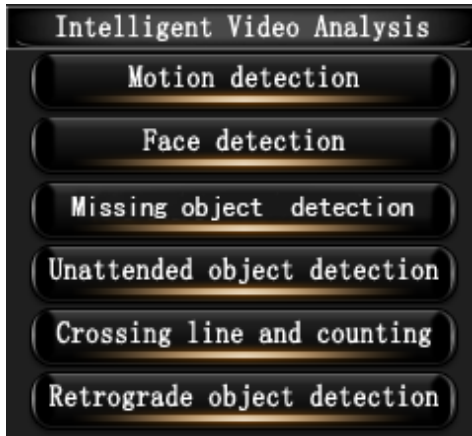 Intelligent Video Analysis
Motion detection
Face detection
Missing object detection
Unattended object detection
Crossing line and counting
Retrograde object detection